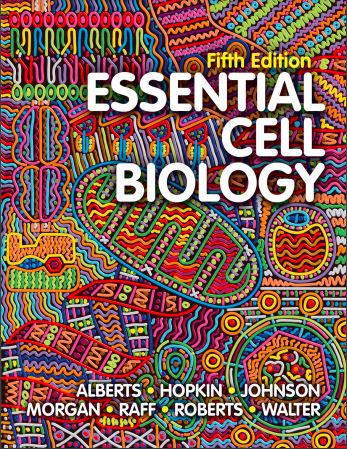 Fifth Edition
ESSENTIAL
CELL
BIOLOGY
ALBERTS • HOPKIN • JOHNSON
MORGAN • RAFF • ROBERTS • WALTER